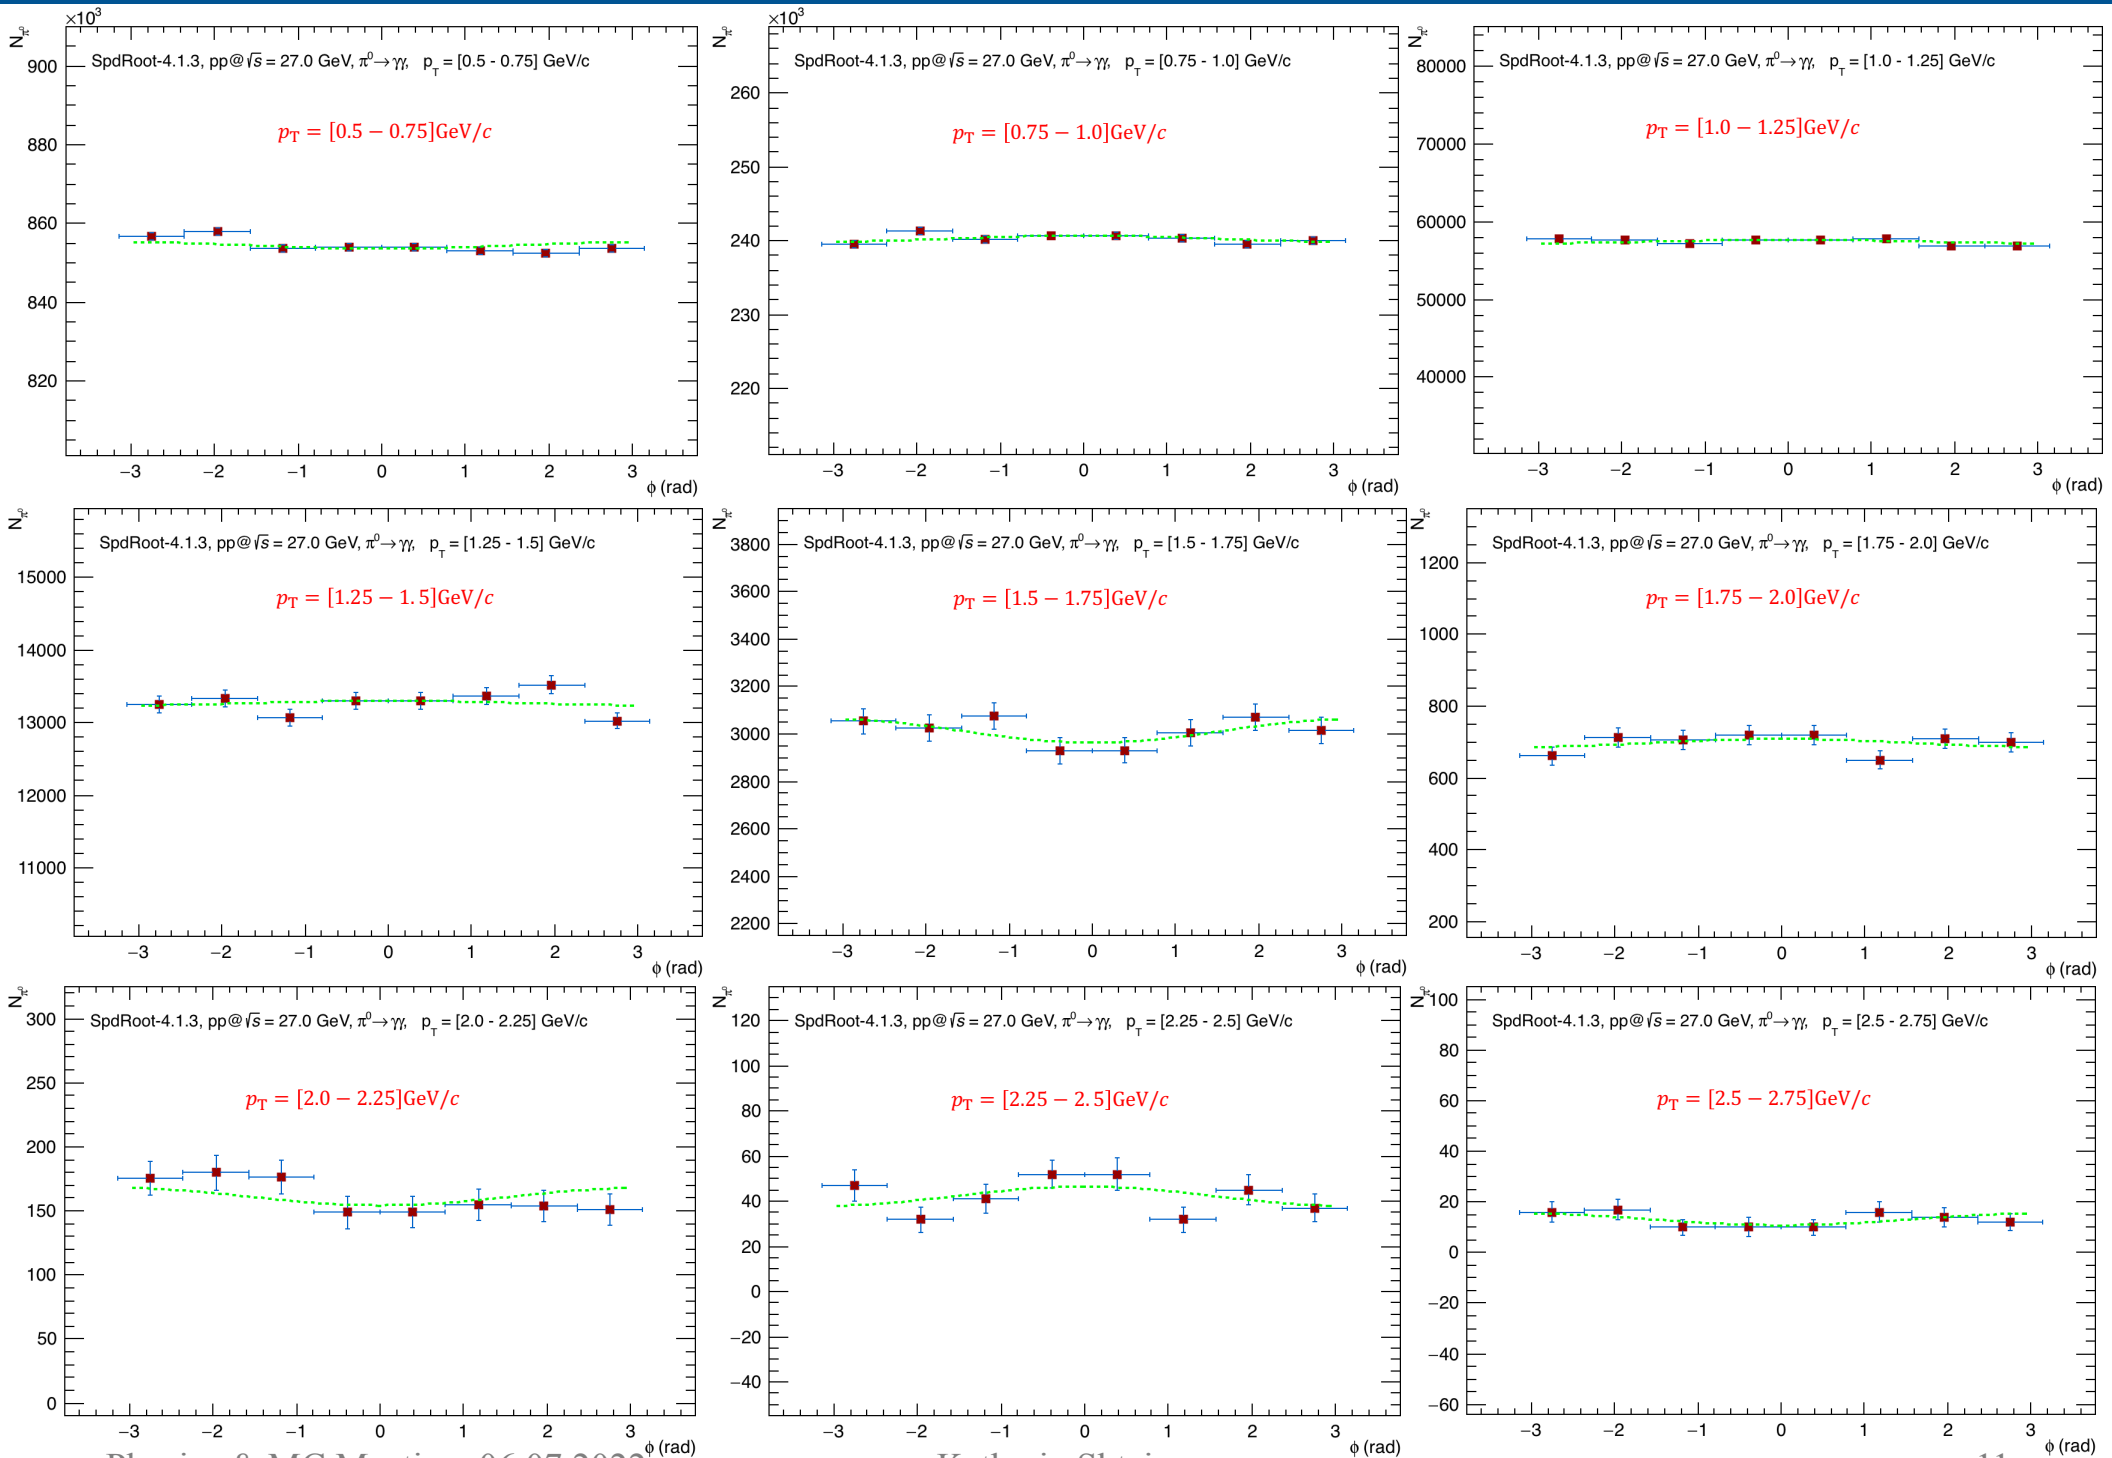 ×10³
N_π⁰
SpdRoot-4.1.3, pp@√s = 27.0 GeV, π⁰→γγ, p_T = [0.5 - 0.75] GeV/c
p_T = [0.5 − 0.75]GeV/c
900
880
860
840
820
−3 −2 −1 0 1 2 3
ϕ (rad)
×10³
N_π⁰
SpdRoot-4.1.3, pp@√s = 27.0 GeV, π⁰→γγ, p_T = [0.75 - 1.0] GeV/c
p_T = [0.75 − 1.0]GeV/c
260
250
240
230
220
−3 −2 −1 0 1 2 3
ϕ (rad)
N_π⁰
SpdRoot-4.1.3, pp@√s = 27.0 GeV, π⁰→γγ, p_T = [1.0 - 1.25] GeV/c
p_T = [1.0 − 1.25]GeV/c
80000
70000
60000
50000
40000
−3 −2 −1 0 1 2 3
ϕ (rad)
N_π⁰
SpdRoot-4.1.3, pp@√s = 27.0 GeV, π⁰→γγ, p_T = [1.25 - 1.5] GeV/c
p_T = [1.25 − 1.5]GeV/c
15000
14000
13000
12000
11000
−3 −2 −1 0 1 2 3
ϕ (rad)
N_π⁰
SpdRoot-4.1.3, pp@√s = 27.0 GeV, π⁰→γγ, p_T = [1.5 - 1.75] GeV/c
p_T = [1.5 − 1.75]GeV/c
3800
3600
3400
3200
3000
2800
2600
2400
2200
−3 −2 −1 0 1 2 3
ϕ (rad)
N_π⁰
SpdRoot-4.1.3, pp@√s = 27.0 GeV, π⁰→γγ, p_T = [1.75 - 2.0] GeV/c
p_T = [1.75 − 2.0]GeV/c
1200
1000
800
600
400
200
−3 −2 −1 0 1 2 3
ϕ (rad)
N_π⁰
SpdRoot-4.1.3, pp@√s = 27.0 GeV, π⁰→γγ, p_T = [2.0 - 2.25] GeV/c
p_T = [2.0 − 2.25]GeV/c
300
250
200
150
100
50
0
−3 −2 −1 0 1 2 3
ϕ (rad)
N_π⁰
SpdRoot-4.1.3, pp@√s = 27.0 GeV, π⁰→γγ, p_T = [2.25 - 2.5] GeV/c
p_T = [2.25 − 2.5]GeV/c
120
100
80
60
40
20
0
−20
−40
−3 −2 −1 0 1 2 3
ϕ (rad)
N_π⁰
SpdRoot-4.1.3, pp@√s = 27.0 GeV, π⁰→γγ, p_T = [2.5 - 2.75] GeV/c
p_T = [2.5 − 2.75]GeV/c
100
80
60
40
20
0
−20
−40
−60
−3 −2 −1 0 1 2 3
ϕ (rad)
& MC Meeting 06.07.2022
11